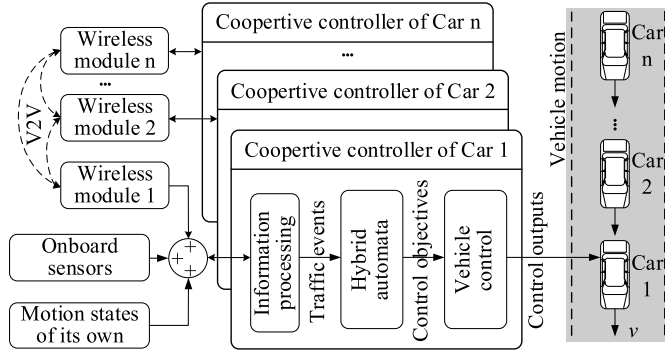 Wireless
module n
...
Wireless
module 2
V2V
Wireless
module 1
Onboard
sensors
Motion states
of its own
+
+
+
Coopertive controller of Car n
...
Coopertive controller of Car 2
Coopertive controller of Car 1
Information
processing
Traffic events
Hybrid
automata
Control objectives
Vehicle
control
Control outputs
Vehicle motion
Car
n
...
Car
2
Car
1
v